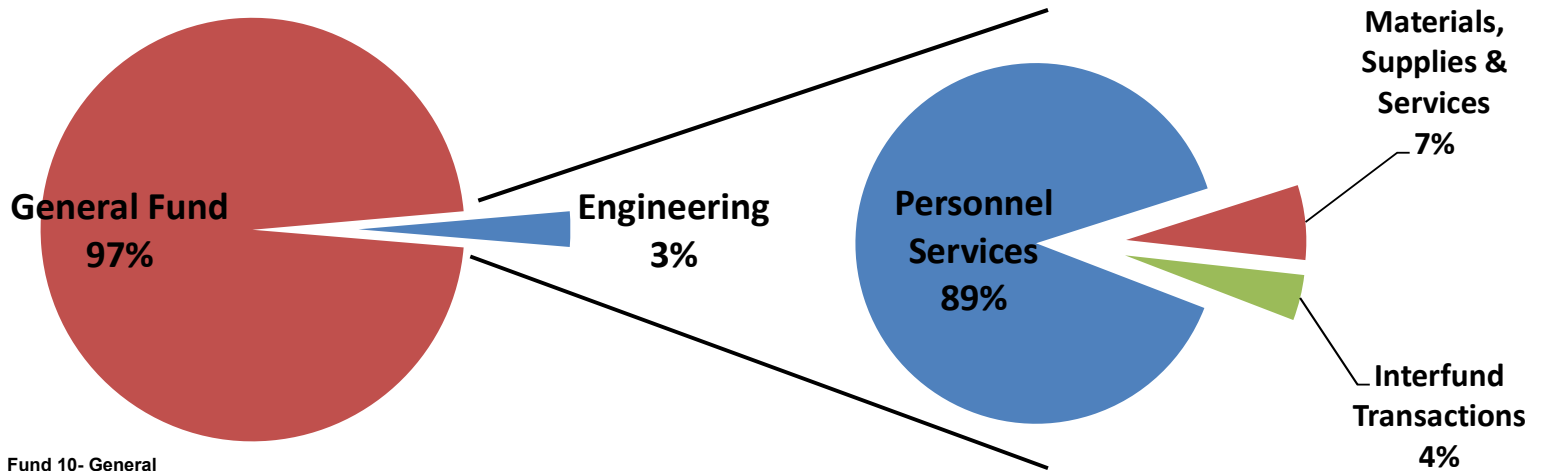 General Fund
97%
Engineering
3%
Personnel
Services
89%
Materials,
Supplies &
Services
7%
Interfund
Transactions
4%
Fund 10- General